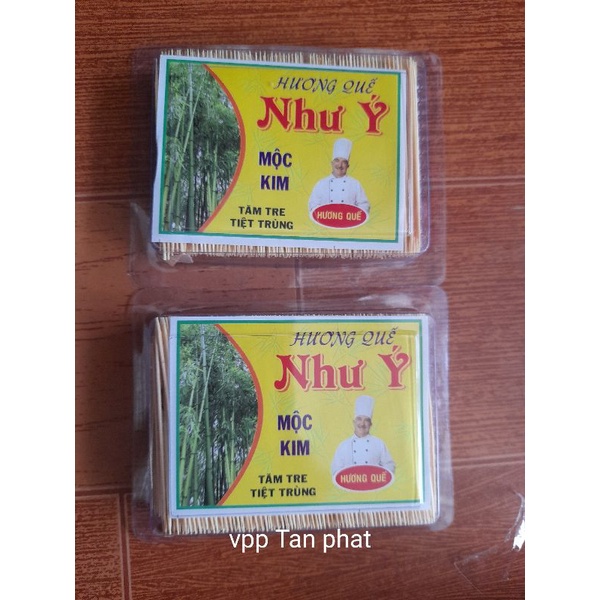 HƯƠNG QUẾ
Như Ý
MỘC
KIM
TĂM TRE
TIỆT TRÙNG
HƯƠNG QUẾ
HƯƠNG QUẾ
Như Ý
MỘC
KIM
TĂM TRE
TIỆT TRÙNG
HƯƠNG QUẾ
vpp Tan phat